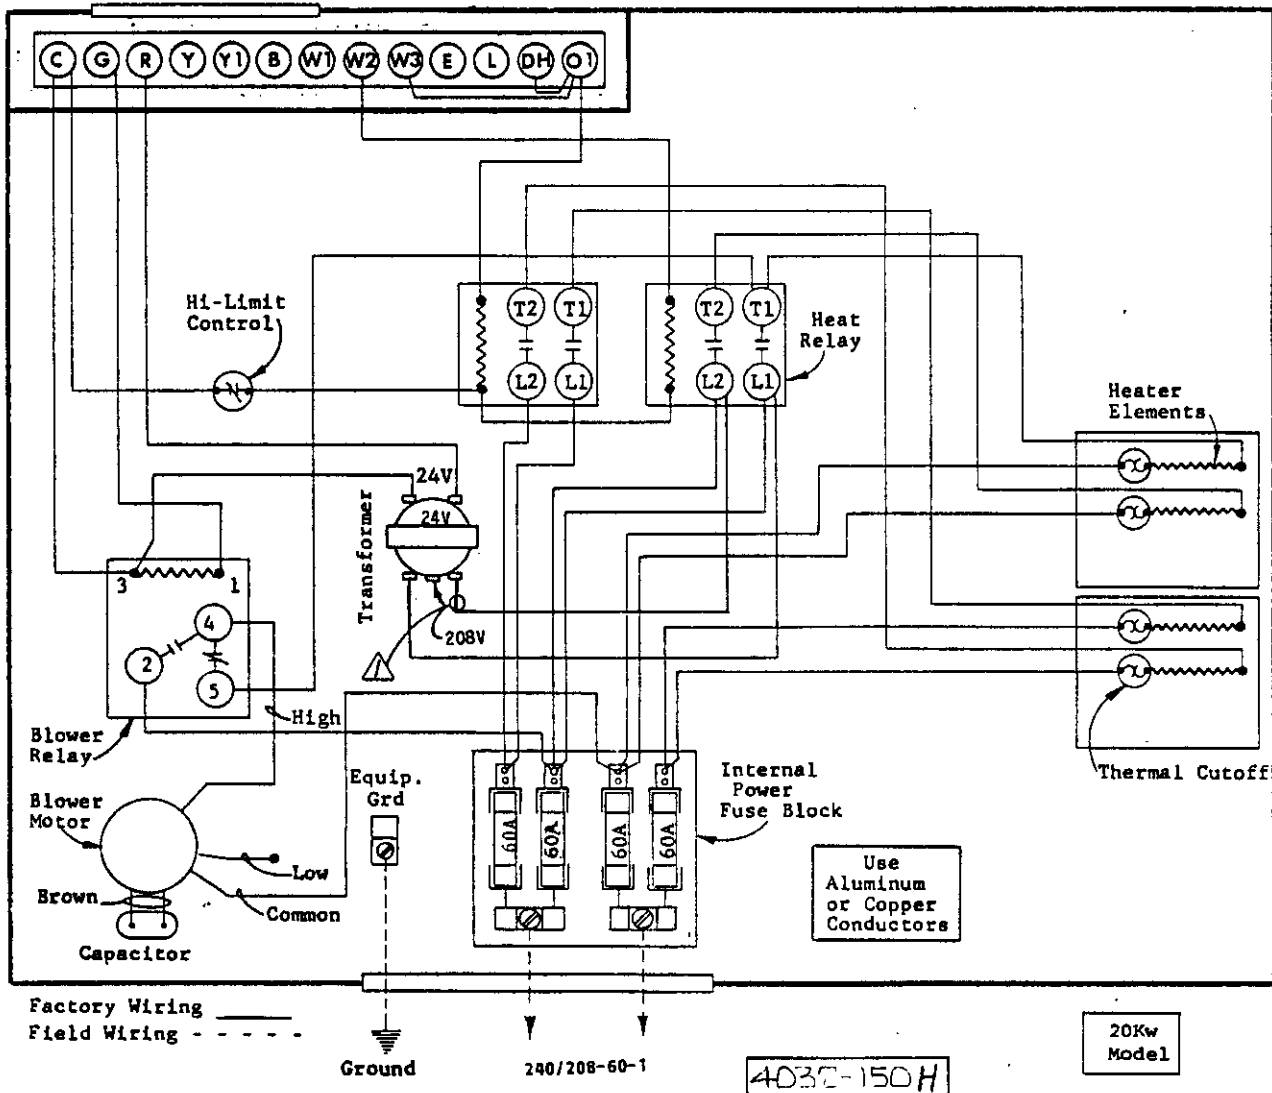 C G R Y Y1 B W1 W2 W3 E L DH O1
Hi-Limit
Control
T2 T1
L2 L1
T2 T1
L2 L1
Heat
Relay
Heater
Elements
Transformer
24V
24V
208V
1
3 1
4
2
5
Blower
Relay
High
Blower
Motor
Low
Brown
Common
Capacitor
Equip.
Grd
60A 60A 60A 60A
Internal
Power
Fuse Block
Thermal Cutoff
Use
Aluminum
or Copper
Conductors
Factory Wiring
Field Wiring - - - - -
Ground
240/208-60-1
20Kw
Model